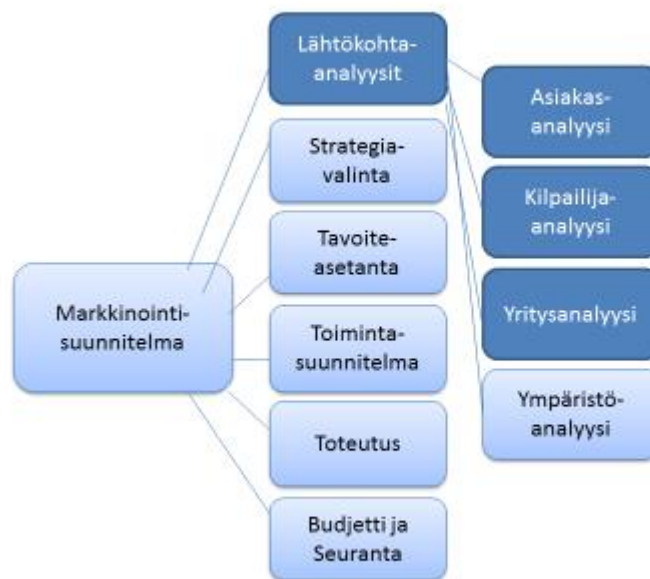 Markkinointi-
suunnitelma
Lähtökohta-
analyysit
Strategia-
valinta
Tavoite-
asetanta
Toiminta-
suunnitelma
Toteutus
Budjetti ja
Seuranta
Asiakas-
analyysi
Kilpailija-
analyysi
Yritysanalyysi
Ympäristö-
analyysi